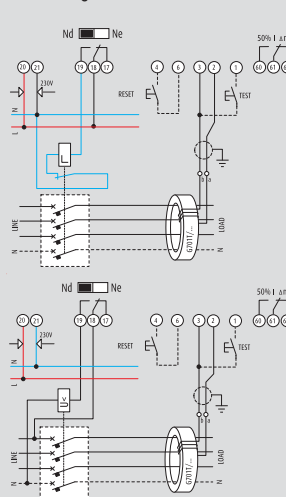 Nd Ne
50% I Δn
20 21 19 18 17 4 6 3 2 1 60 61
230V
RESET
TEST
N
L
b a
LINE
G701T/...
LOAD
N
N
Nd Ne
50% I Δn
20 21 19 18 17 4 6 3 2 1 60 61
230V
RESET
TEST
N
L
U<
b a
LINE
G701T/...
LOAD
N
N